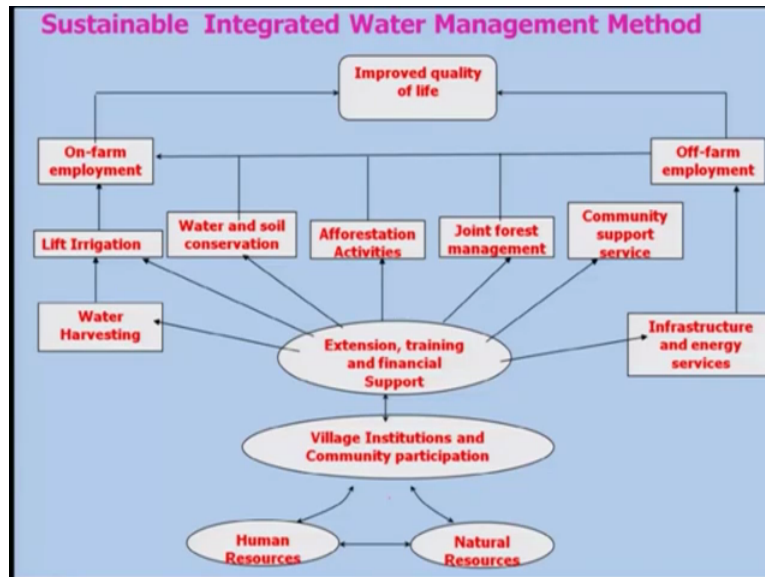 Sustainable Integrated Water Management Method
Improved quality
of life
On-farm
employment
Off-farm
employment
Lift Irrigation
Water and soil
conservation
Afforestation
Activities
Joint forest
management
Community
support
service
Water
Harvesting
Extension, training
and financial
Support
Infrastructure
and energy
services
Village Institutions and
Community participation
Human
Resources
Natural
Resources